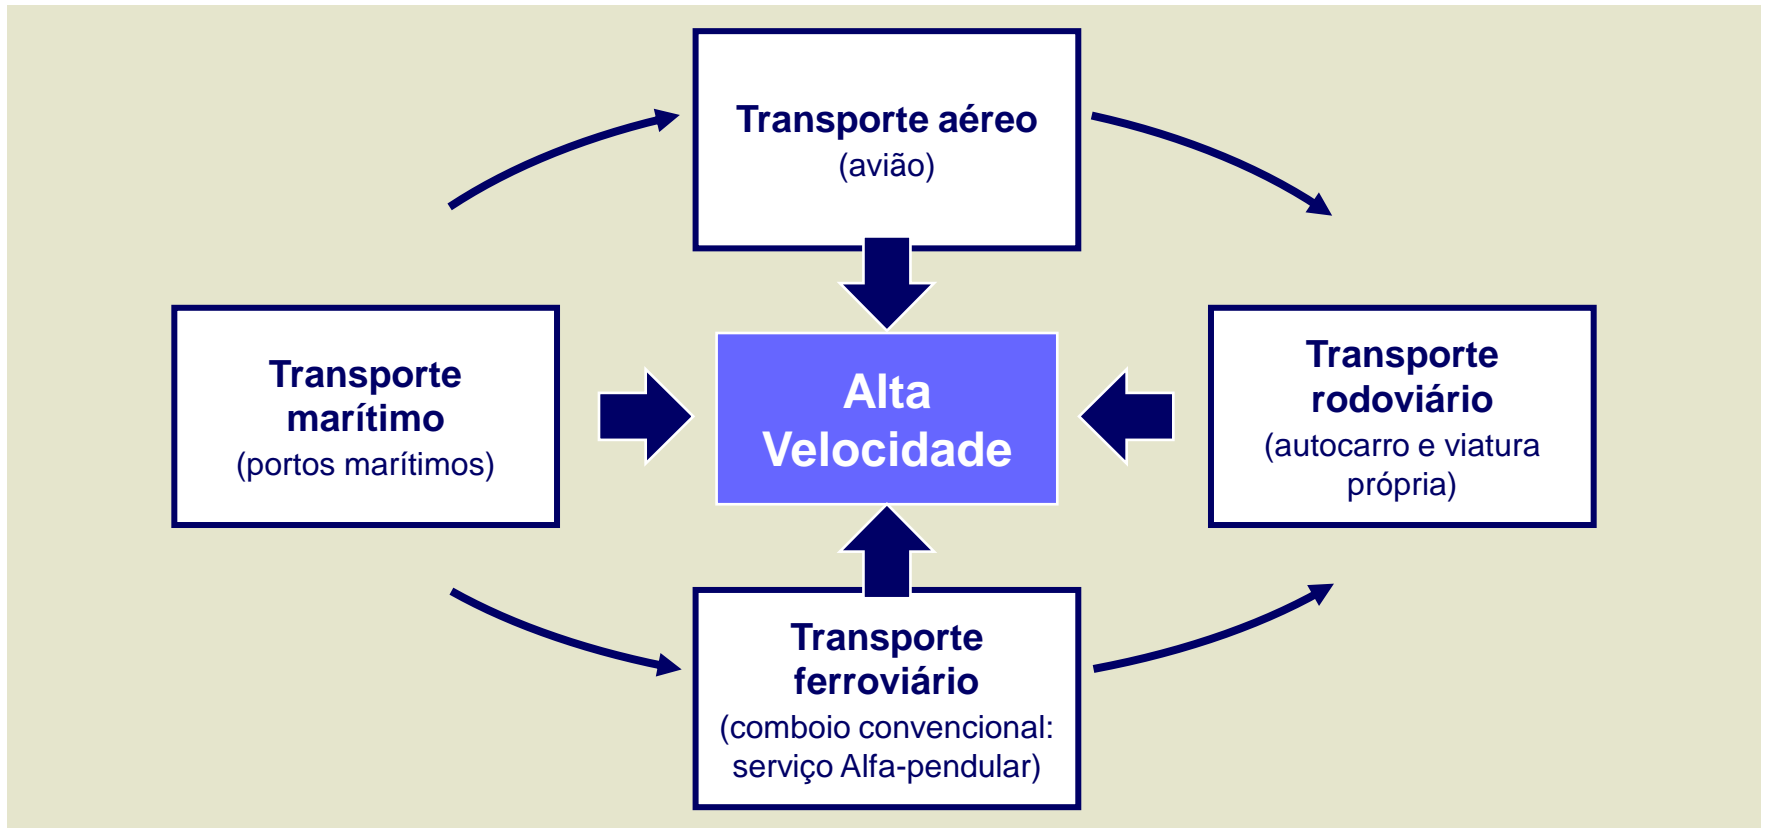 Transporte aéreo
(avião)
Transporte
marítimo
(portos marítimos)
Alta
Velocidade
Transporte
rodoviário
(autocarro e viatura
própria)
Transporte
ferroviário
(comboio convencional:
serviço Alfa-pendular)